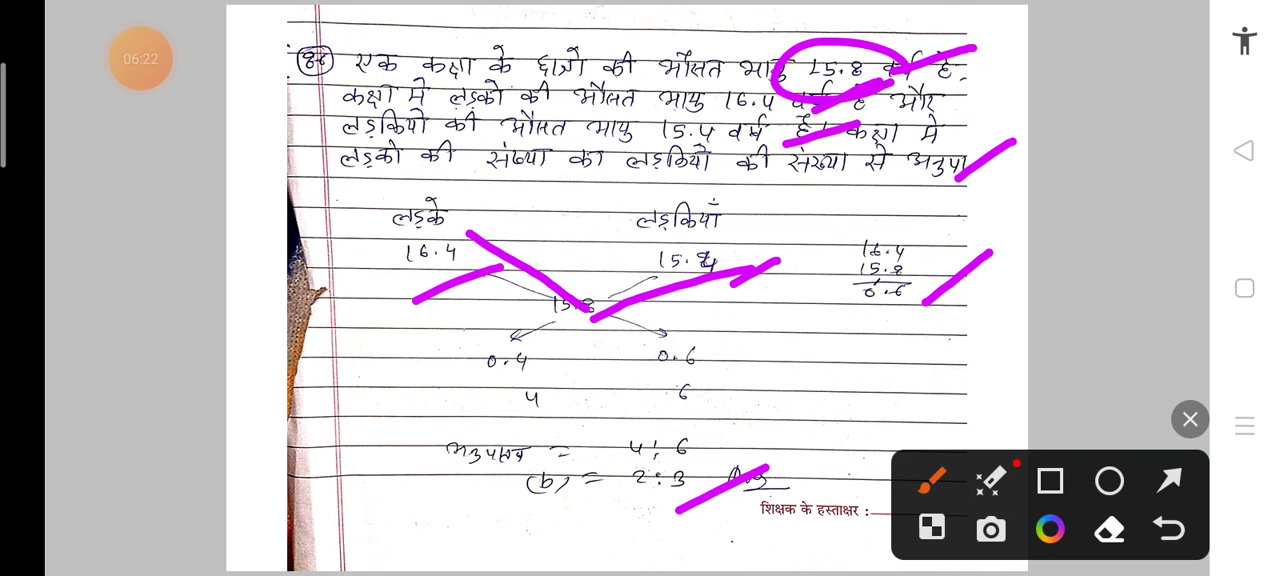 06:22
एक कक्षा के छात्रो की औसत आयु 15.8 वर्ष है.
कक्षा मे लड़को की औसत आयु 16.4 वर्ष है और
लड़कियो की औसत आयु 15.4 वर्ष है। कक्षा मे
लड़को की संख्या का लड़कियो की संख्या से अनुपा
लड़के लड़कियाँ
16.4 15.4 16.4
15.8
15.8 0.6
0.4 0.6
4 6
अनुपात = 4:6
(b) = 2:3 Ans
शिक्षक के हस्ताक्षर :